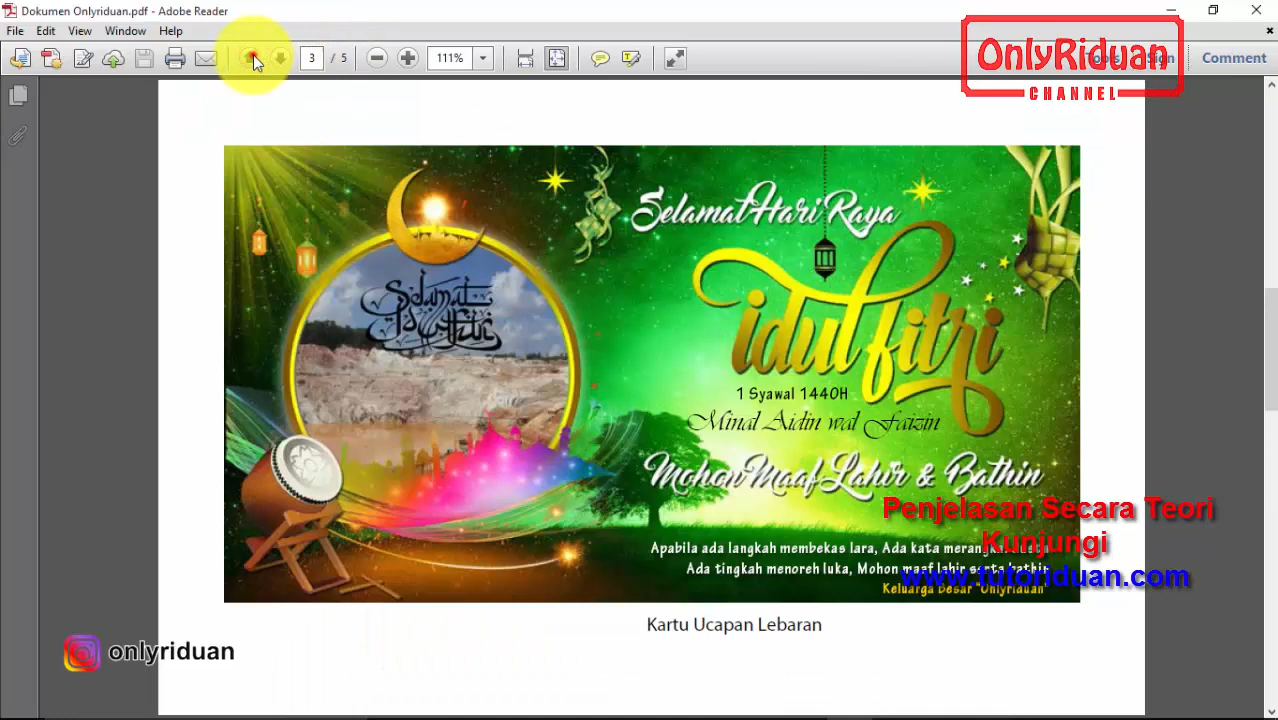 Dokumen Onlyriduan.pdf - Adobe Reader
File Edit View Window Help
3 / 5 111% Tools Sign Comment
OnlyRiduan
CHANNEL
Selamat Hari Raya
idul fitri
Selamat
Idul Fitri
1 Syawal 1440H
Minal Aidin wal Faizin
Mohon Maaf Lahir & Bathin
Penjelasan Secara Teori
Kunjungi
www.tutoriduan.com
Apabila ada langkah membekas lara, Ada kata
Ada tingkah menoreh luka, Mohon maaf lahir serta bathin
Keluarga besar "Onlyriduan"
Kartu Ucapan Lebaran
onlyriduan